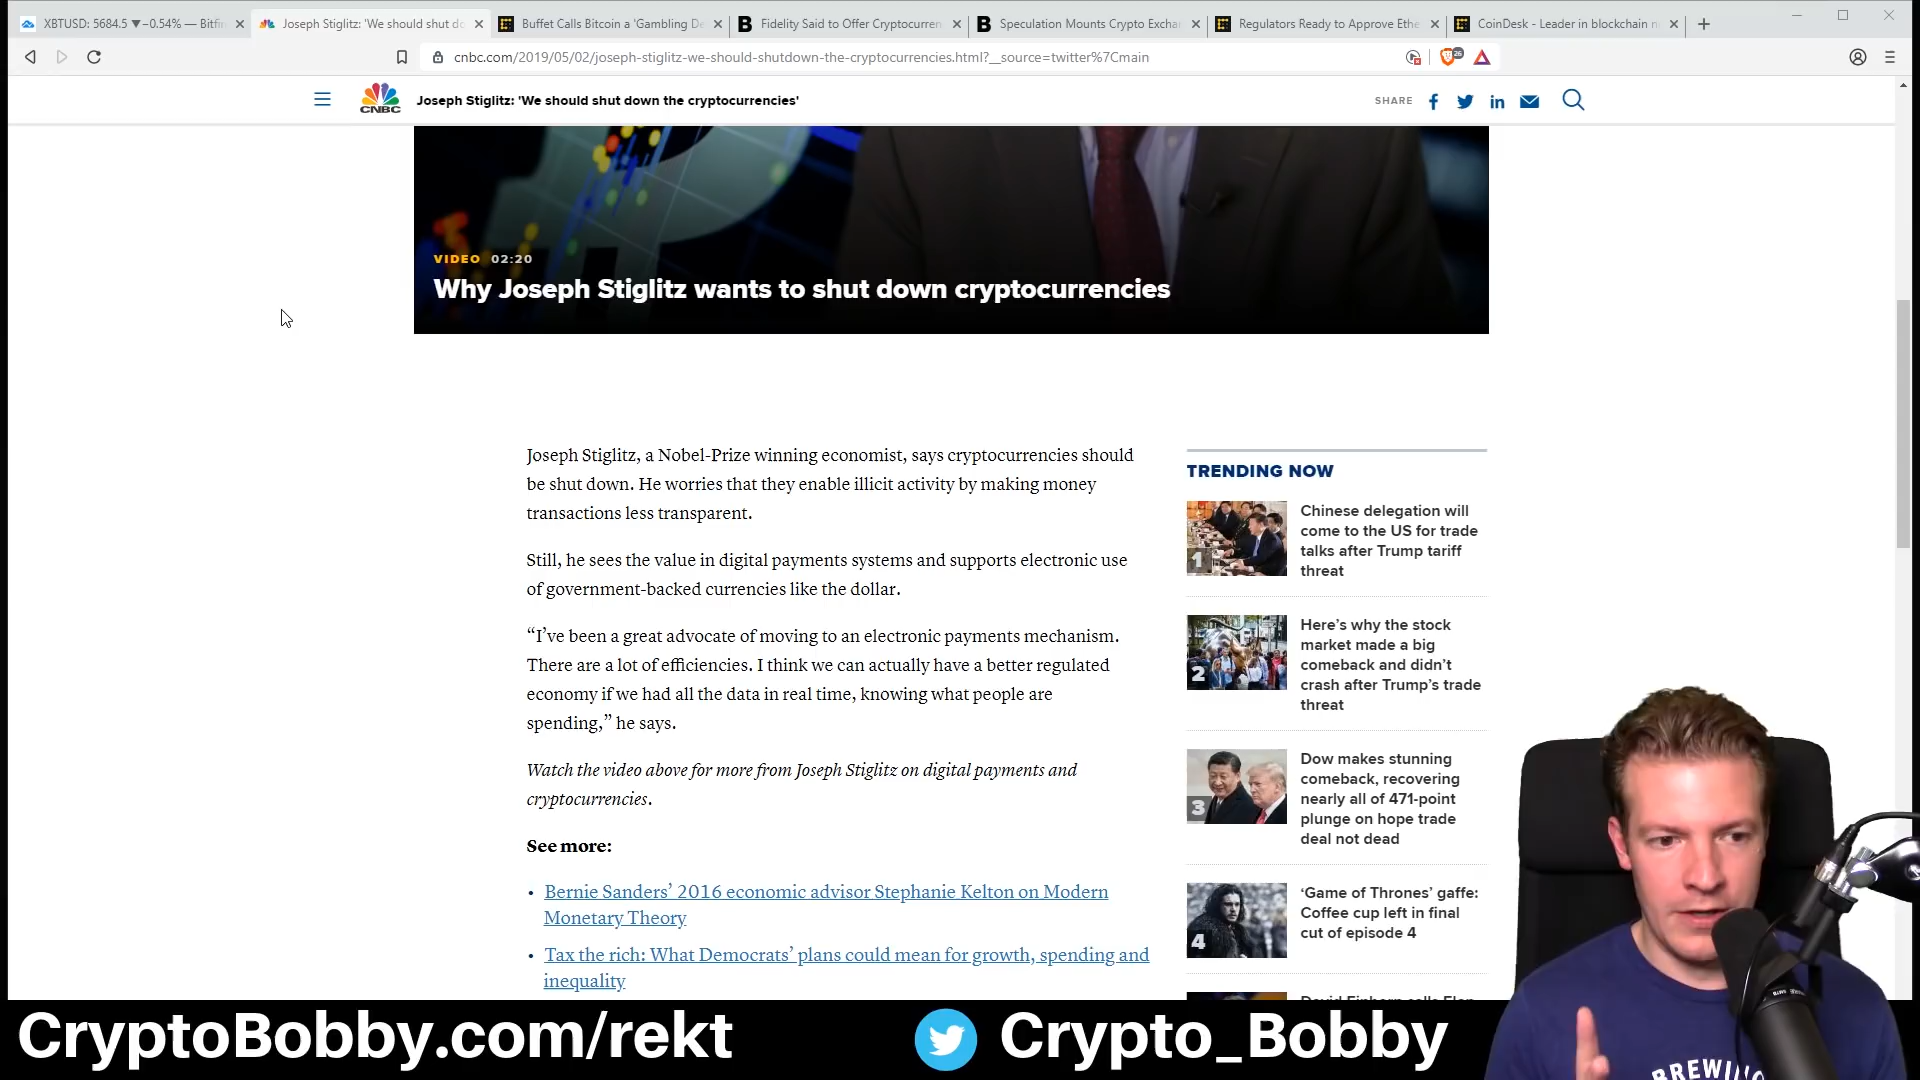 XBTUSD: 5684.5 ▼−0.54% — Bitfi
Joseph Stiglitz: 'We should shut do
Buffet Calls Bitcoin a 'Gambling De
Fidelity Said to Offer Cryptocurren
Speculation Mounts Crypto Excha
Regulators Ready to Approve Ethe
CoinDesk - Leader in blockchain n
cnbc.com/2019/05/02/joseph-stiglitz-we-should-shutdown-the-cryptocurrencies.html?__source=twitter%7Cmain
26
CNBC
Joseph Stiglitz: 'We should shut down the cryptocurrencies'
SHARE
VIDEO 02:20
Why Joseph Stiglitz wants to shut down cryptocurrencies
Joseph Stiglitz, a Nobel-Prize winning economist, says cryptocurrencies should
be shut down. He worries that they enable illicit activity by making money
transactions less transparent.
Still, he sees the value in digital payments systems and supports electronic use
of government-backed currencies like the dollar.
“I’ve been a great advocate of moving to an electronic payments mechanism.
There are a lot of efficiencies. I think we can actually have a better regulated
economy if we had all the data in real time, knowing what people are
spending,” he says.
Watch the video above for more from Joseph Stiglitz on digital payments and
cryptocurrencies.
See more:
• Bernie Sanders’ 2016 economic advisor Stephanie Kelton on Modern
Monetary Theory
• Tax the rich: What Democrats’ plans could mean for growth, spending and
inequality
TRENDING NOW
1
Chinese delegation will
come to the US for trade
talks after Trump tariff
threat
2
Here’s why the stock
market made a big
comeback and didn’t
crash after Trump’s trade
threat
3
Dow makes stunning
comeback, recovering
nearly all of 471-point
plunge on hope trade
deal not dead
4
‘Game of Thrones’ gaffe:
Coffee cup left in final
cut of episode 4
CryptoBobby.com/rekt
Crypto_Bobby